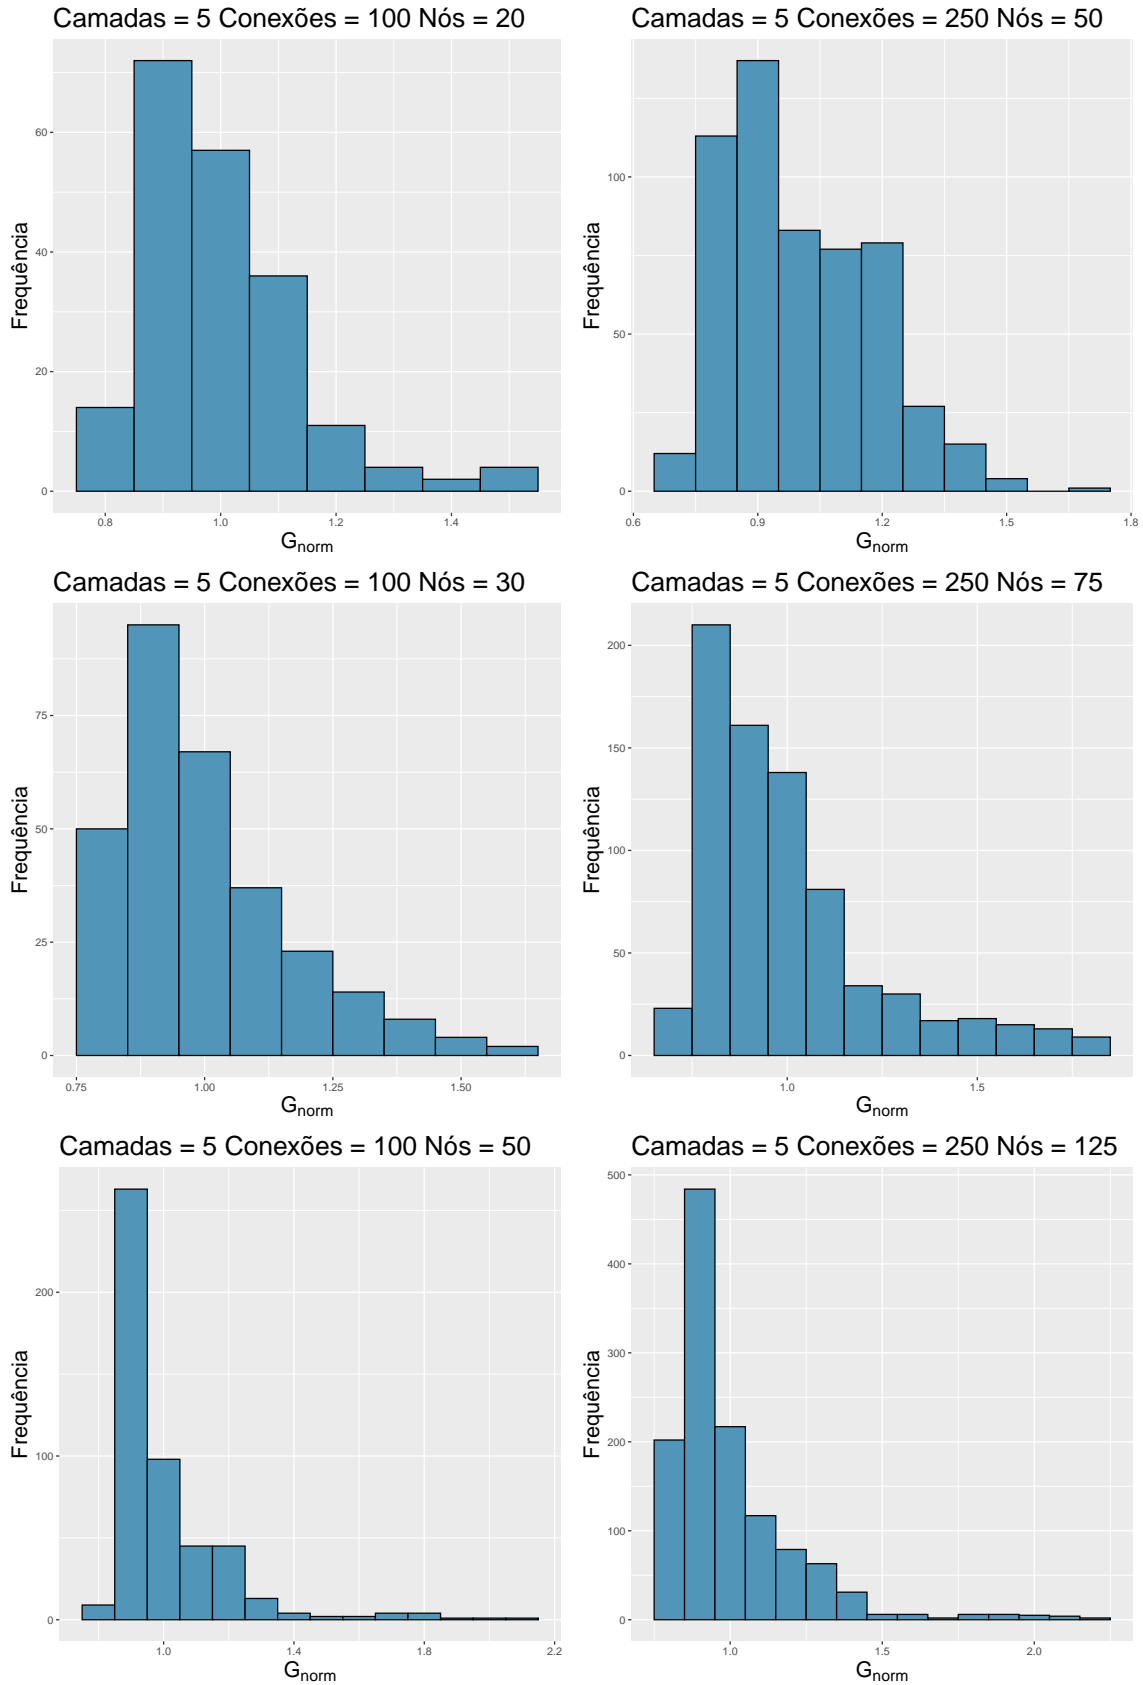 Camadas = 5 Conexões = 100 Nós = 20
Frequência
60
40
20
0
0.8 1.0 1.2 1.4
Gnorm
Camadas = 5 Conexões = 250 Nós = 50
Frequência
100
50
0
0.6 0.9 1.2 1.5 1.8
Gnorm
Camadas = 5 Conexões = 100 Nós = 30
Frequência
75
50
25
0
0.75 1.00 1.25 1.50
Gnorm
Camadas = 5 Conexões = 250 Nós = 75
Frequência
200
150
100
50
0
1.0 1.5
Gnorm
Camadas = 5 Conexões = 100 Nós = 50
Frequência
200
100
0
1.0 1.4 1.8 2.2
Gnorm
Camadas = 5 Conexões = 250 Nós = 125
Frequência
500
400
300
200
100
0
1.0 1.5 2.0
Gnorm